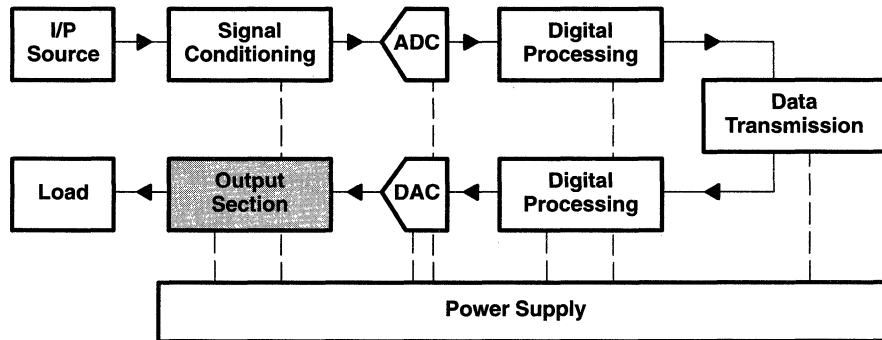 I/P
Source
Signal
Conditioning
ADC
Digital
Processing
Data
Transmission
Load
Output
Section
DAC
Digital
Processing
Power Supply